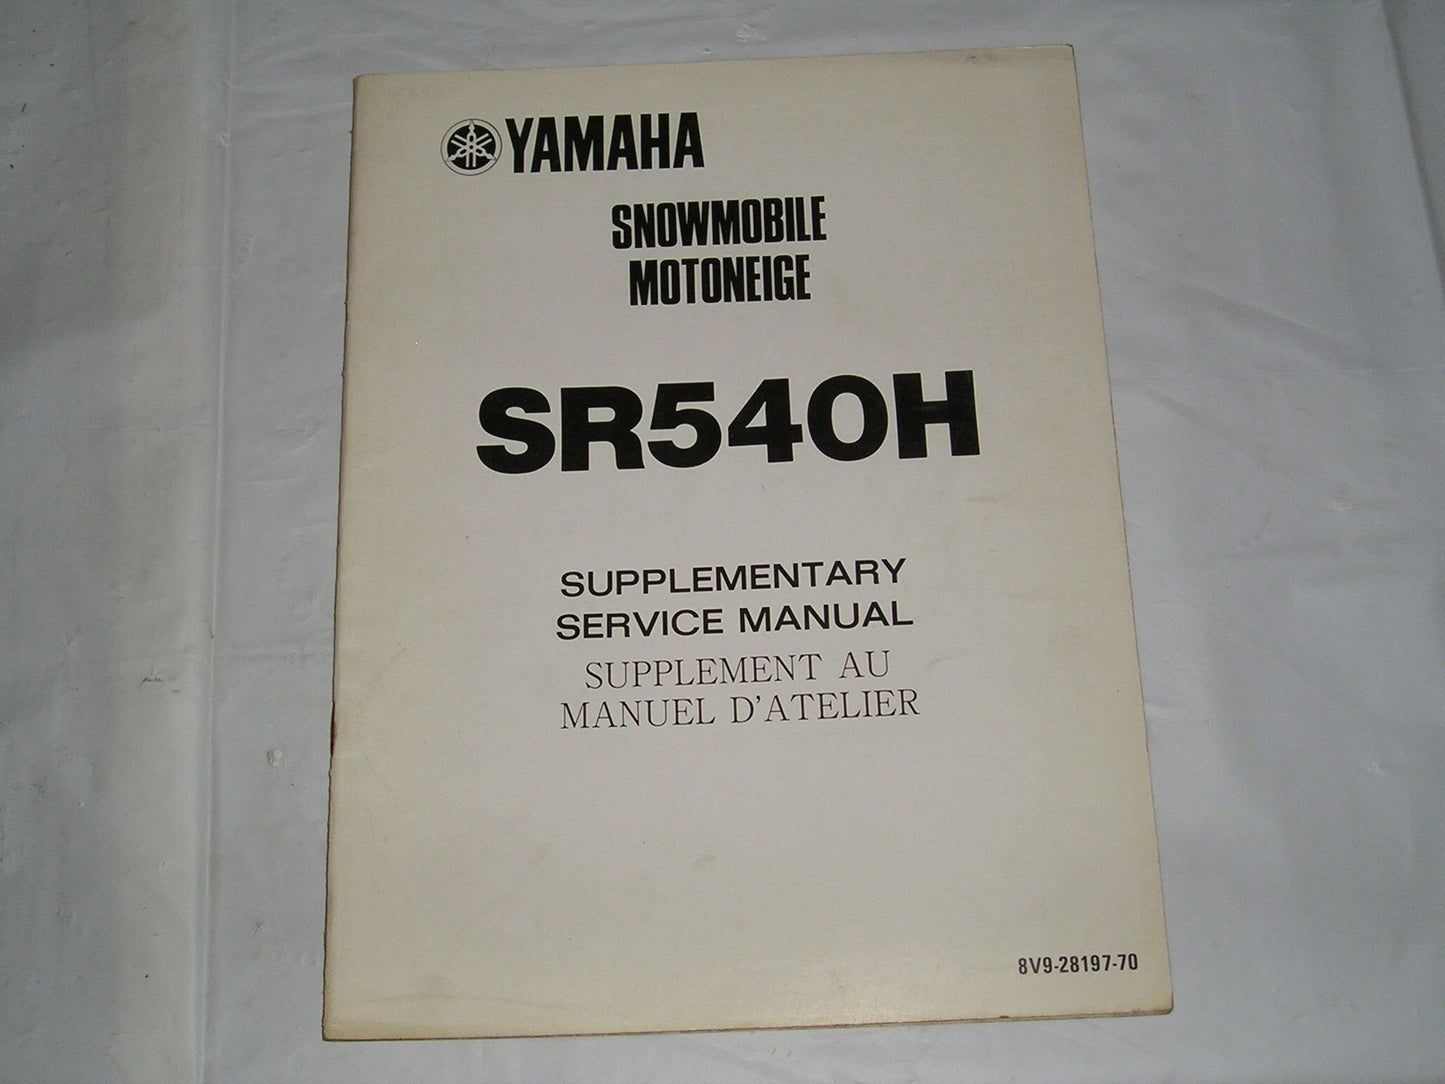 YAMAHA
SNOWMOBILE
MOTONEIGE
SR540H
SUPPLEMENTARY
SERVICE MANUAL
SUPPLEMENT AU
MANUEL D'ATELIER
8V9-28197-70